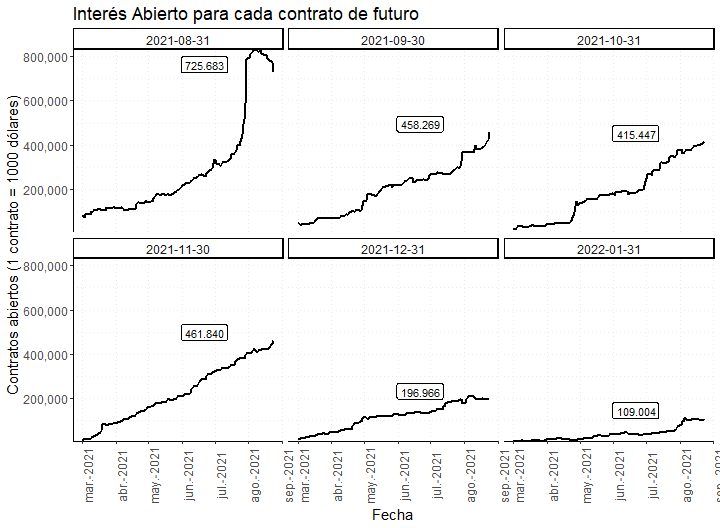 Interés Abierto para cada contrato de futuro
2021-08-31
2021-09-30
2021-10-31
725.683
458.269
415.447
800,000
600,000
400,000
200,000
2021-11-30
2021-12-31
2022-01-31
461.840
196.966
109.004
800,000
600,000
400,000
200,000
Contratos abiertos (1 contrato = 1000 dólares)
mar.-2021
abr.-2021
may.-2021
jun.-2021
jul.-2021
ago.-2021
sep.-2021
mar.-2021
abr.-2021
may.-2021
jun.-2021
jul.-2021
ago.-2021
sep.-2021
mar.-2021
abr.-2021
may.-2021
jun.-2021
jul.-2021
ago.-2021
sep.-2021
Fecha